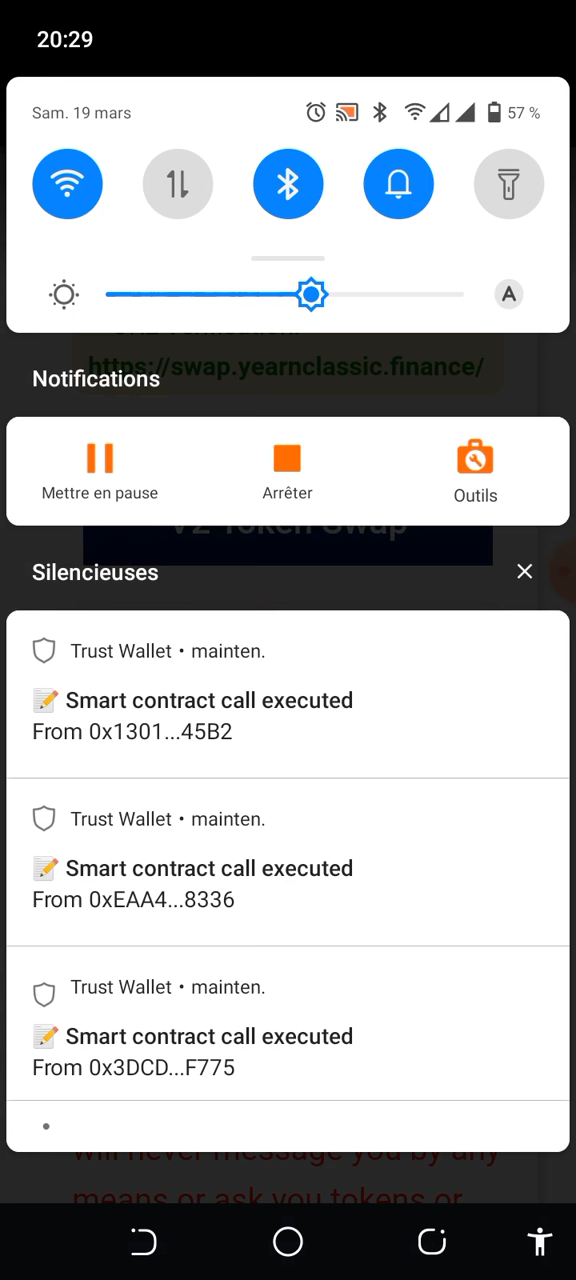 20:29
Sam. 19 mars
57 %
A
URL verification:
https://swap.yearnclassic.finance/
Notifications
Mettre en pause
Arrêter
Outils
V2 Token Swap
Silencieuses
Trust Wallet • mainten.
📝 Smart contract call executed
From 0x1301...45B2
Trust Wallet • mainten.
📝 Smart contract call executed
From 0xEAA4...8336
Trust Wallet • mainten.
📝 Smart contract call executed
From 0x3DCD...F775
will never message you by any
means or ask you tokens or